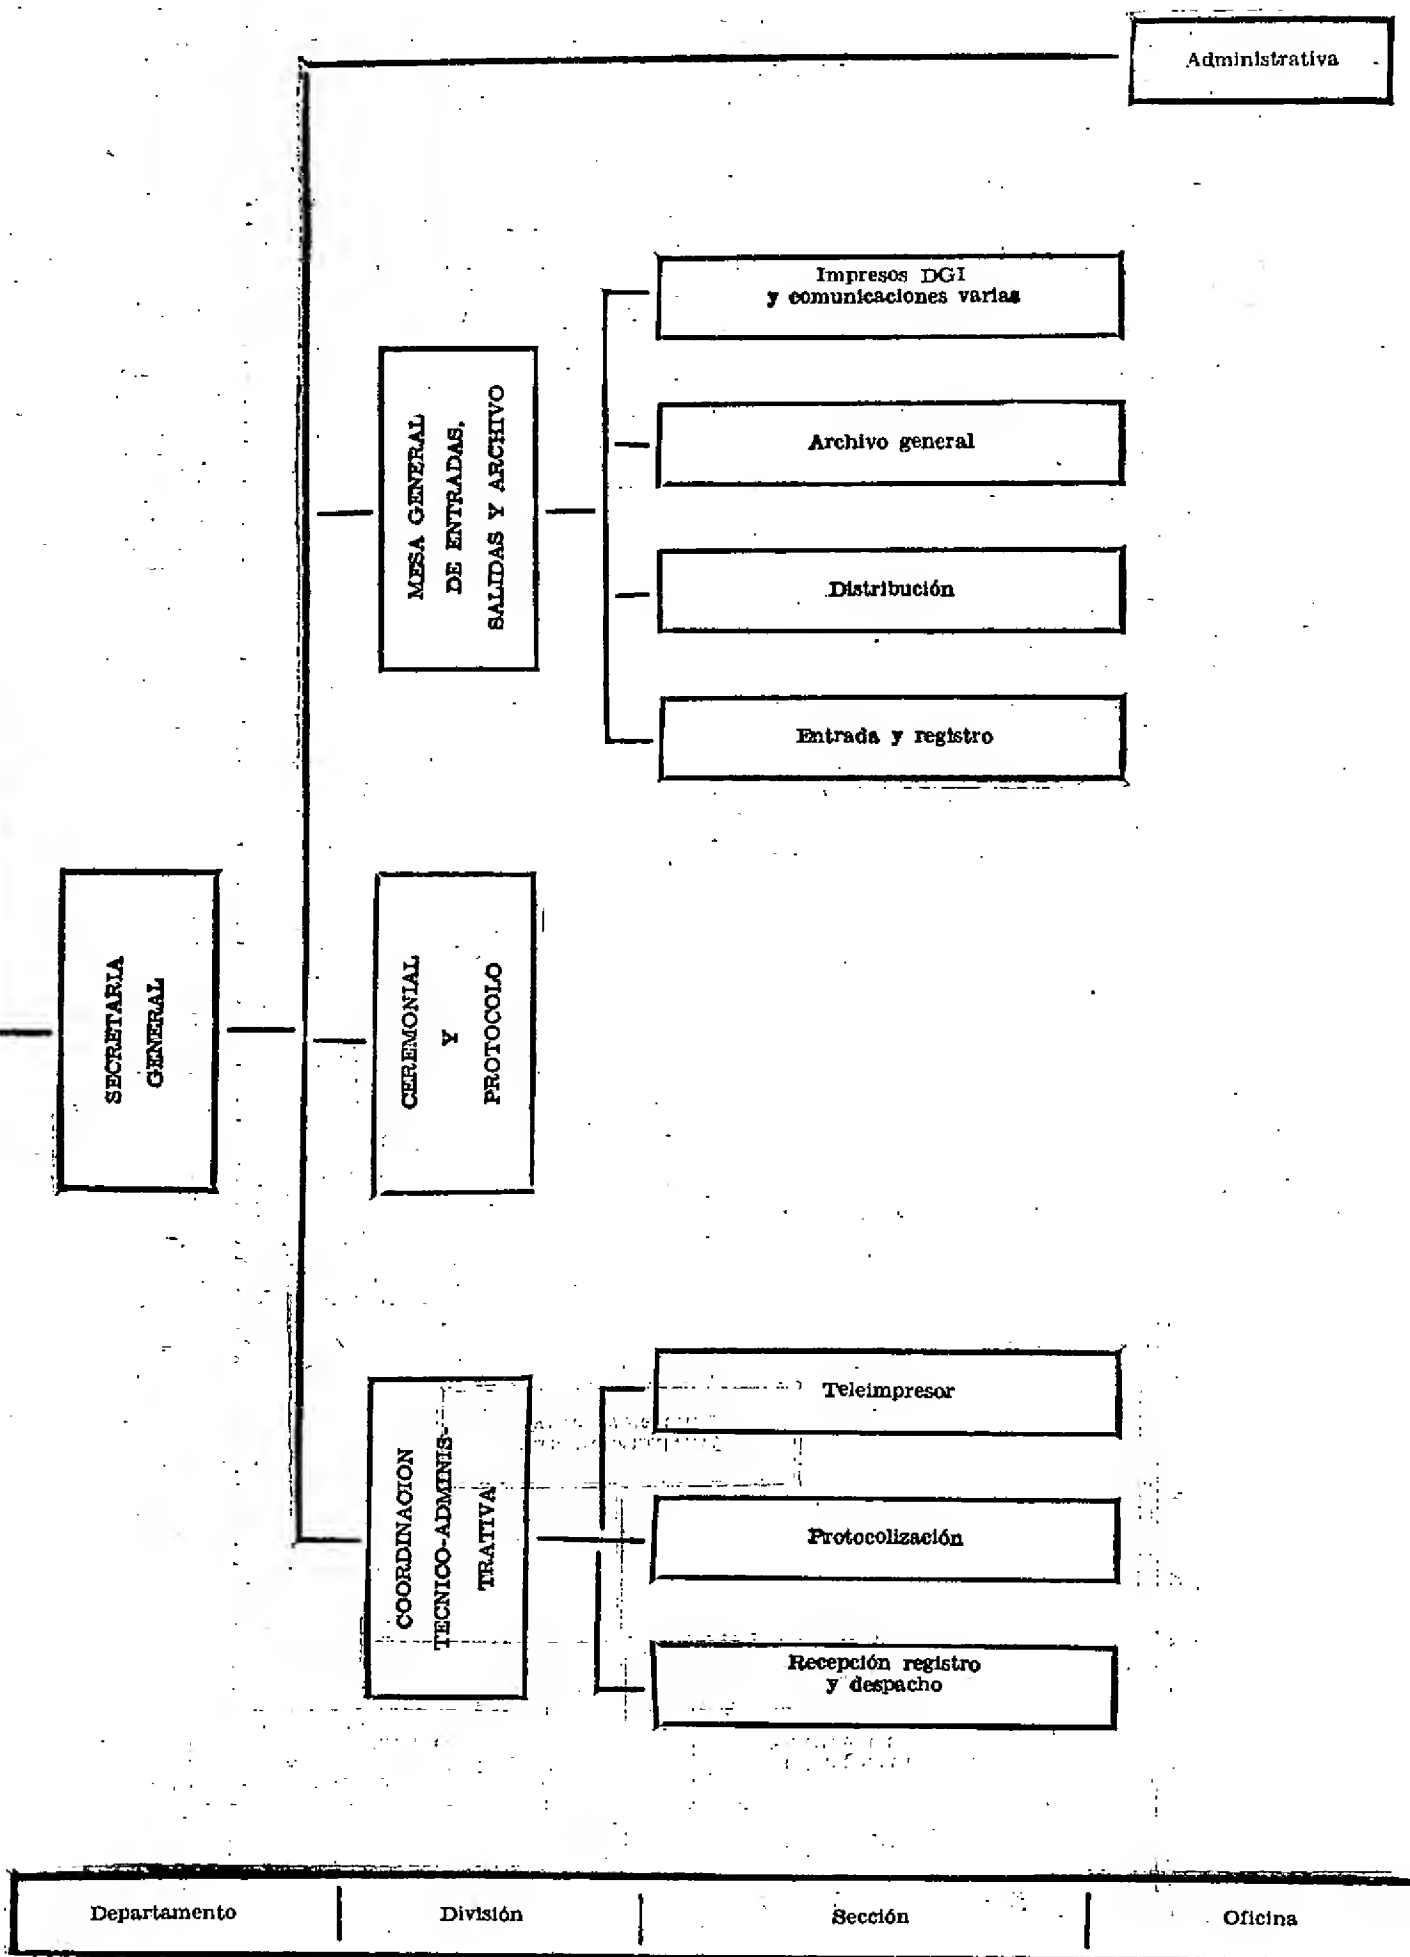 Administrativa
Impresos DGI
y comunicaciones varias
MESA GENERAL
DE ENTRADAS,
SALIDAS Y ARCHIVO
Archivo general
Distribución
Entrada y registro
SECRETARIA
GENERAL
CEREMONIAL
Y
PROTOCOLO
COORDINACION
TECNICO-ADMINIS-
TRATIVA
Teleimpresor
Protocolización
Recepción registro
y despacho
Departamento
División
Sección
Oficina